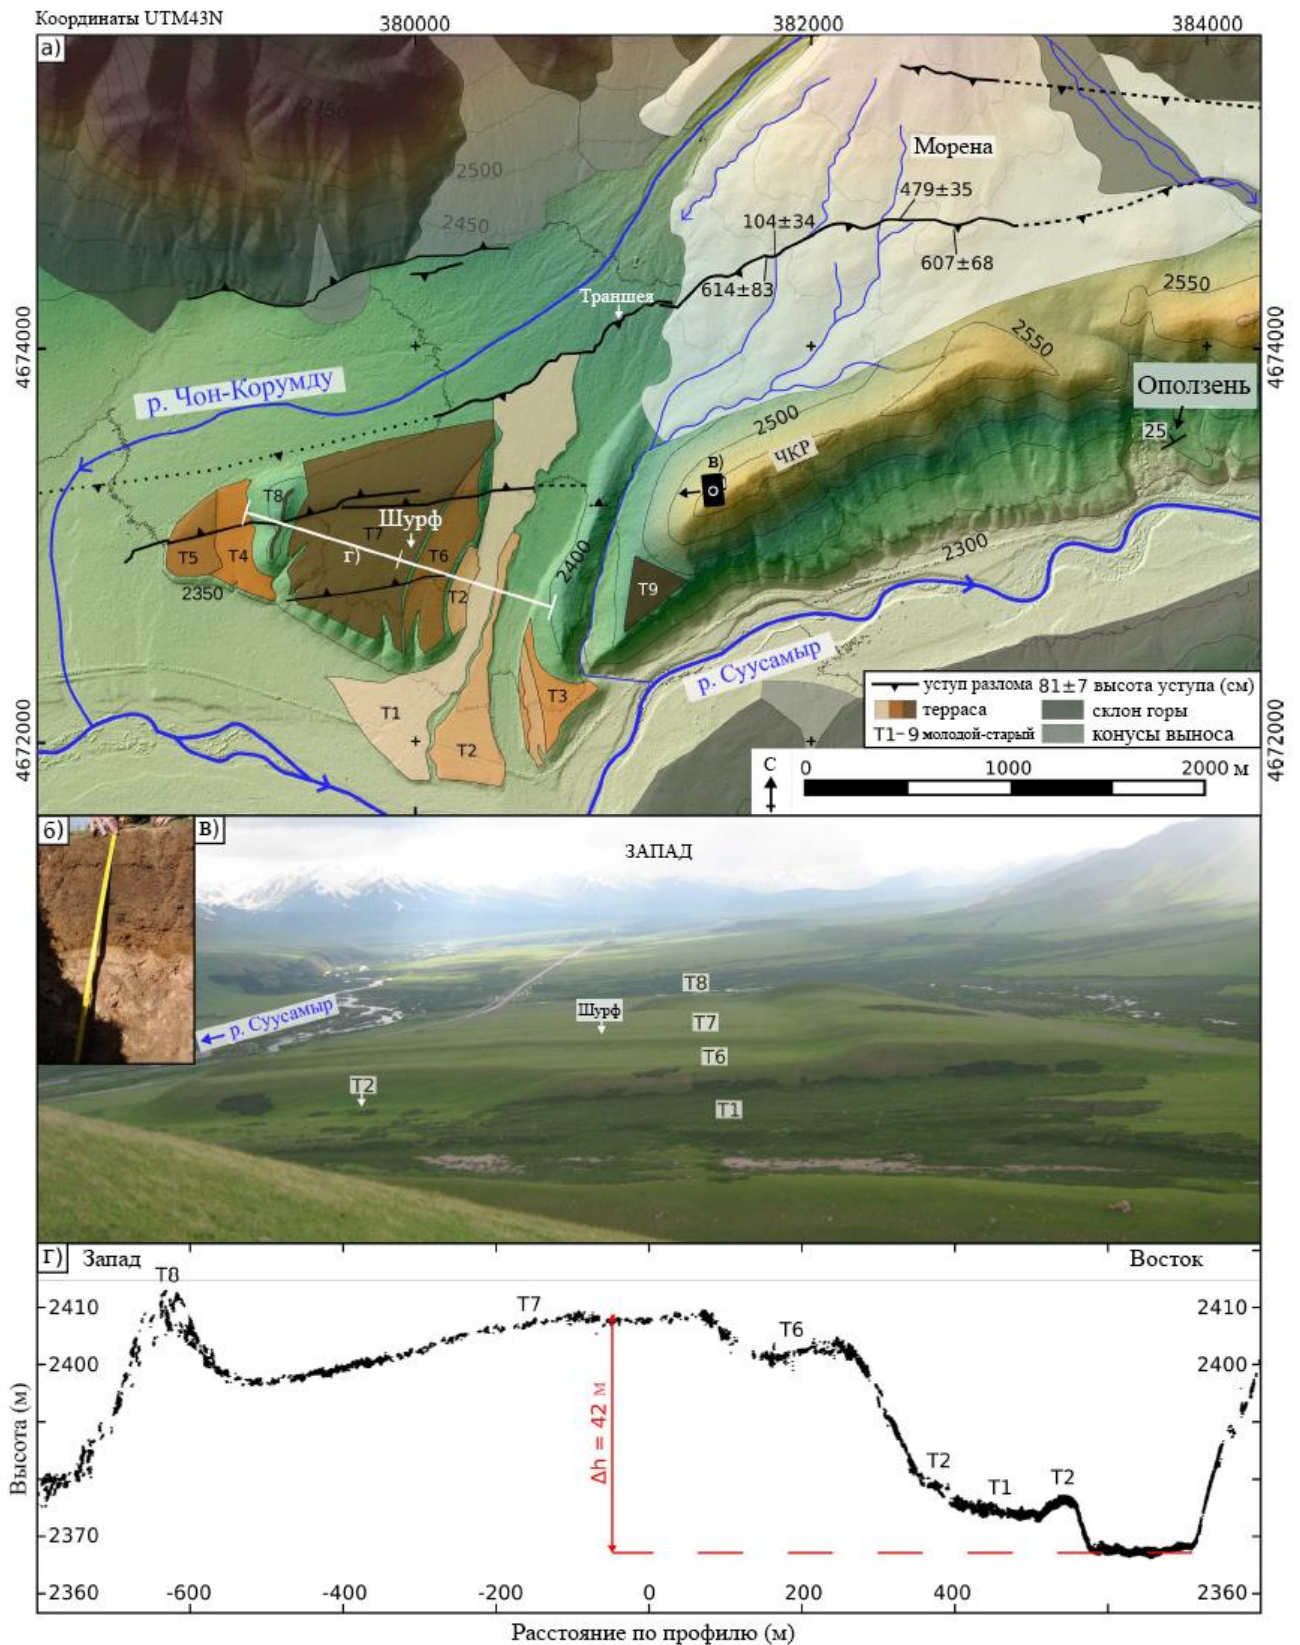 Координаты UTM43N
380000 382000 384000
а)
2750
2500
2450
Морена
479±35
104±34
607±68
614±83
2550
Траншея
4674000
4674000
р. Чон-Корумду
2550
Оползень
2500
25
ЧКР
в)
T8
Шурф
T7
T5 T4
г)
T6
2400
2300
2350
T2
T9
р. Суусамыр
T3
T1
T2
4672000
4672000
уступ разлома 81±7 высота уступа (см)
терраса склон горы
T1-9 молодой-старый конусы выноса
С
0 1000 2000 м
б)
в)
ЗАПАД
T8
Шурф
T7
р. Суусамыр
T6
T2
T1
г) Запад Восток
T8
2410 T7 2410
T6
2400 2400
Δh = 42 м
T2 T1 T2
2370
2360 -600 -400 -200 0 200 400 2360
Высота (м)
Расстояние по профилю (м)